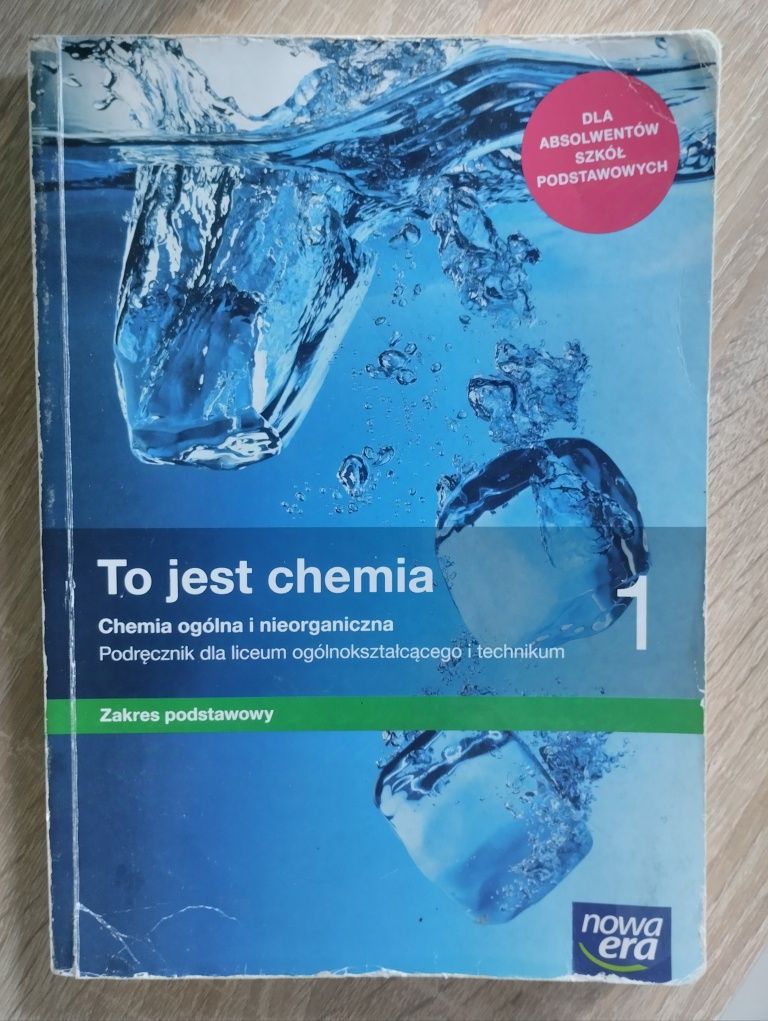 DLA
ABSOLWENTÓW
SZKÓŁ
PODSTAWOWYCH
To jest chemia
1
Chemia ogólna i nieorganiczna
Podręcznik dla liceum ogólnokształcącego i technikum
Zakres podstawowy
nowa
era